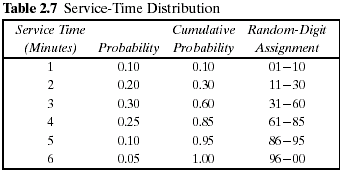 Table 2.7 Service-Time Distribution
Service Time Cumulative Random-Digit
(Minutes) Probability Probability Assignment
1 0.10 0.10 01–10
2 0.20 0.30 11–30
3 0.30 0.60 31–60
4 0.25 0.85 61–85
5 0.10 0.95 86–95
6 0.05 1.00 96–00